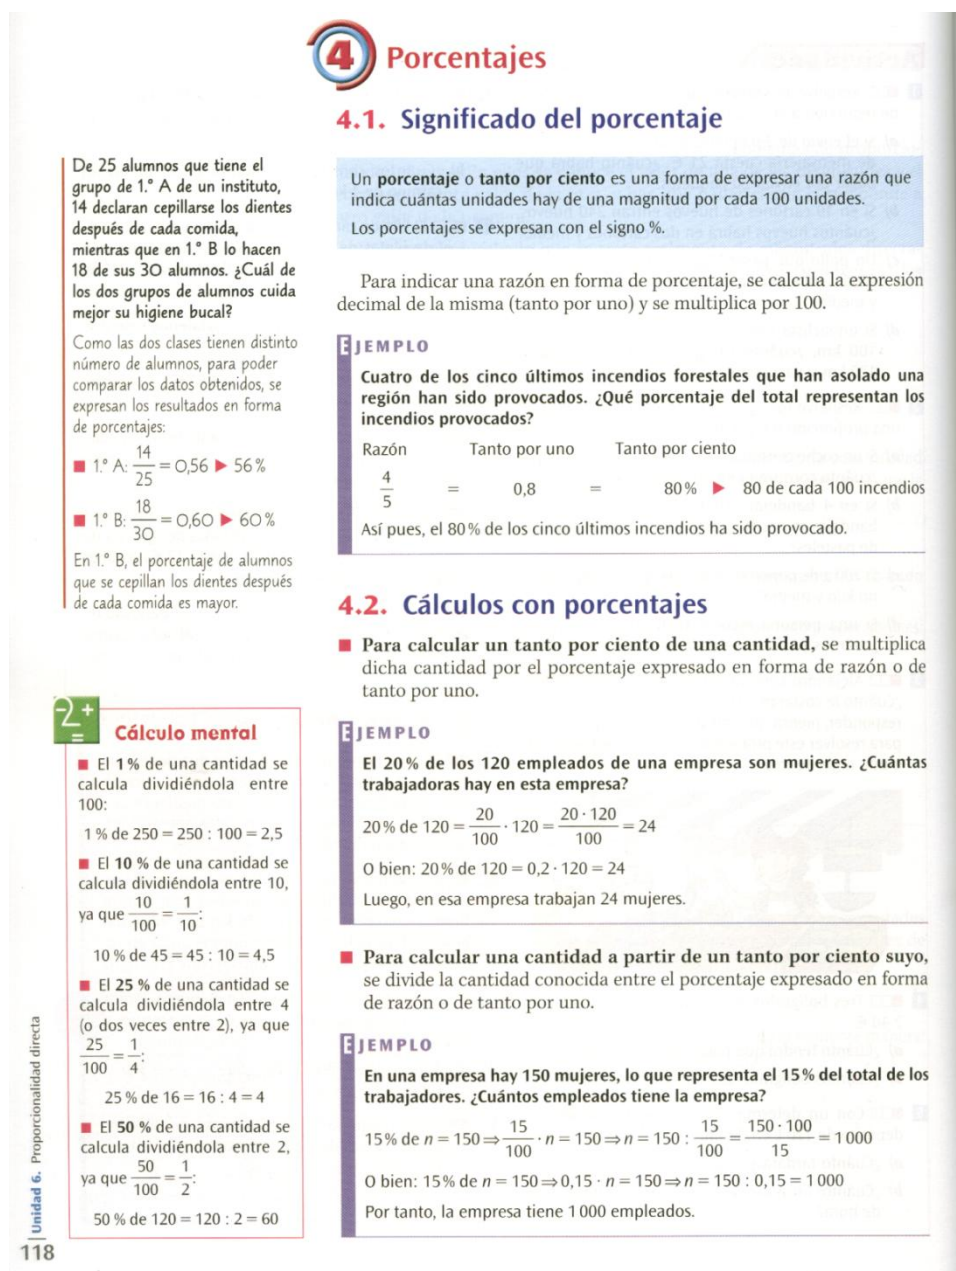 4 Porcentajes
4.1. Significado del porcentaje
De 25 alumnos que tiene el
grupo de 1.º A de un instituto,
14 declaran cepillarse los dientes
después de cada comida,
mientras que en 1.º B lo hacen
18 de sus 30 alumnos. ¿Cuál de
los dos grupos de alumnos cuida
mejor su higiene bucal?
Como las dos clases tienen distinto
número de alumnos, para poder
comparar los datos obtenidos, se
expresan los resultados en forma
de porcentajes:
■ 1.º A: 14/25 = 0,56 ▶ 56 %
■ 1.º B: 18/30 = 0,60 ▶ 60 %
En 1.º B, el porcentaje de alumnos
que se cepillan los dientes después
de cada comida es mayor.
Un porcentaje o tanto por ciento es una forma de expresar una razón que
indica cuántas unidades hay de una magnitud por cada 100 unidades.
Los porcentajes se expresan con el signo %.
Para indicar una razón en forma de porcentaje, se calcula la expresión
decimal de la misma (tanto por uno) y se multiplica por 100.
EJEMPLO
Cuatro de los cinco últimos incendios forestales que han asolado una
región han sido provocados. ¿Qué porcentaje del total representan los
incendios provocados?
Razón Tanto por uno Tanto por ciento
4/5 = 0,8 = 80 % ▶ 80 de cada 100 incendios
Así pues, el 80 % de los cinco últimos incendios ha sido provocado.
4.2. Cálculos con porcentajes
■ Para calcular un tanto por ciento de una cantidad, se multiplica
dicha cantidad por el porcentaje expresado en forma de razón o de
tanto por uno.
EJEMPLO
El 20 % de los 120 empleados de una empresa son mujeres. ¿Cuántas
trabajadoras hay en esta empresa?
20 % de 120 = 20/100 · 120 = 20 · 120/100 = 24
O bien: 20 % de 120 = 0,2 · 120 = 24
Luego, en esa empresa trabajan 24 mujeres.
■ Para calcular una cantidad a partir de un tanto por ciento suyo,
se divide la cantidad conocida entre el porcentaje expresado en forma
de razón o de tanto por uno.
EJEMPLO
En una empresa hay 150 mujeres, lo que representa el 15 % del total de los
trabajadores. ¿Cuántos empleados tiene la empresa?
15 % de n = 150 ⇒ 15/100 · n = 150 ⇒ n = 150 : 15/100 = 150 · 100/15 = 1 000
O bien: 15 % de n = 150 ⇒ 0,15 · n = 150 ⇒ n = 150 : 0,15 = 1 000
Por tanto, la empresa tiene 1 000 empleados.
-2+=
Cálculo mental
■ El 1 % de una cantidad se
calcula dividiéndola entre
100:
1 % de 250 = 250 : 100 = 2,5
■ El 10 % de una cantidad se
calcula dividiéndola entre 10,
ya que 10/100 = 1/10:
10 % de 45 = 45 : 10 = 4,5
■ El 25 % de una cantidad se
calcula dividiéndola entre 4
(o dos veces entre 2), ya que
25/100 = 1/4:
25 % de 16 = 16 : 4 = 4
■ El 50 % de una cantidad se
calcula dividiéndola entre 2,
ya que 50/100 = 1/2:
50 % de 120 = 120 : 2 = 60
Unidad 6. Proporcionalidad directa
118